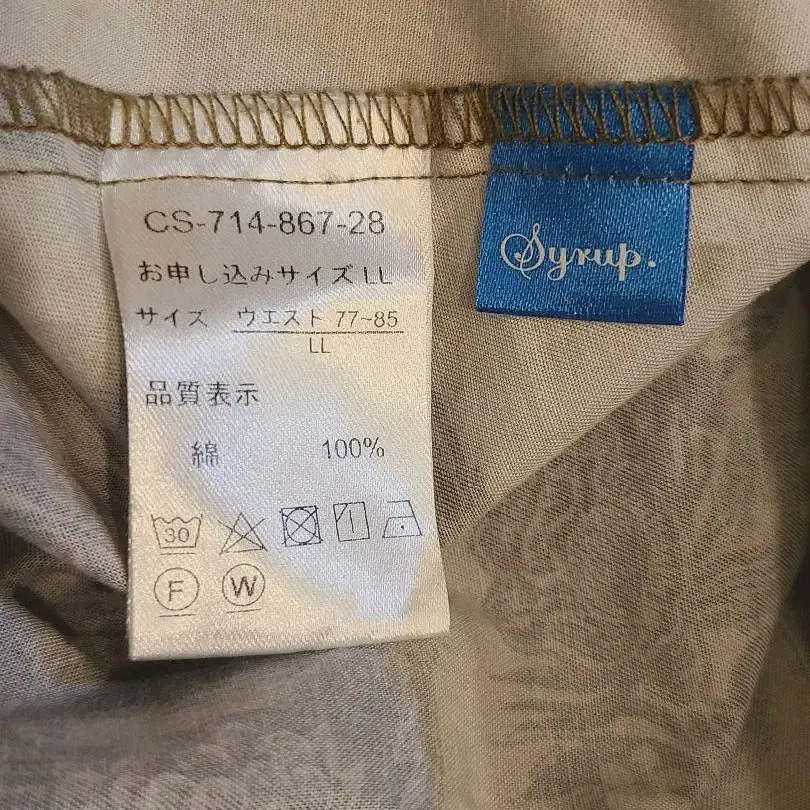 CS-714-867-28
お申し込みサイズ LL
サイズ ウエスト 77~85
LL
品質表示
綿 100%
30
F W
Syrup.